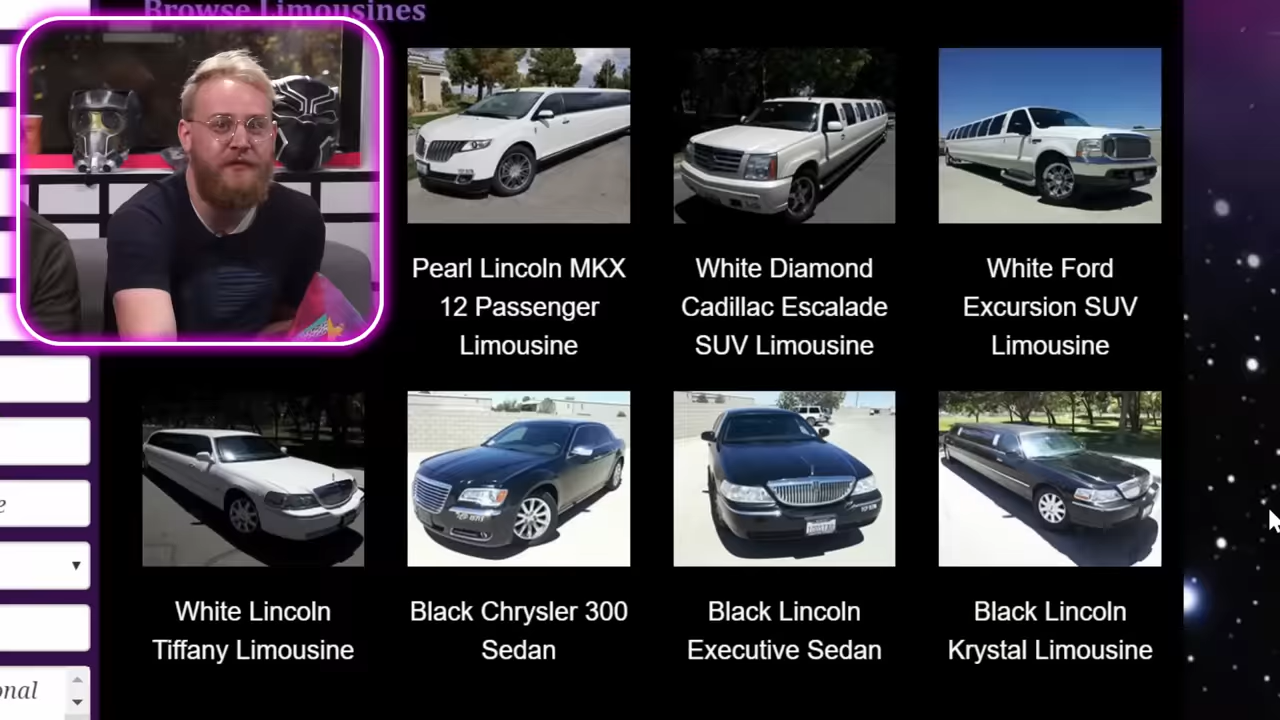 Browse Limousines
Pearl Lincoln MKX
12 Passenger
Limousine
White Diamond
Cadillac Escalade
SUV Limousine
White Ford
Excursion SUV
Limousine
White Lincoln
Tiffany Limousine
Black Chrysler 300
Sedan
Black Lincoln
Executive Sedan
Black Lincoln
Krystal Limousine
e
onal